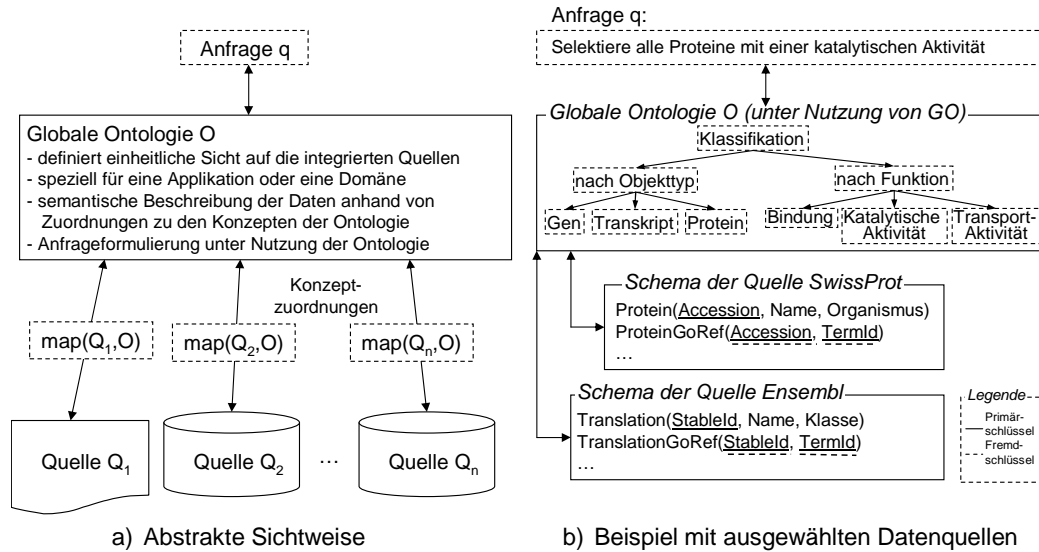 Anfrage q
Globale Ontologie O
- definiert einheitliche Sicht auf die integrierten Quellen
- speziell für eine Applikation oder eine Domäne
- semantische Beschreibung der Daten anhand von
Zuordnungen zu den Konzepten der Ontologie
- Anfrageformulierung unter Nutzung der Ontologie
Konzept-
zuordnungen
map(Q1,O)
map(Q2,O)
map(Qn,O)
Quelle Q1
Quelle Q2
...
Quelle Qn
a) Abstrakte Sichtweise
Anfrage q:
Selektiere alle Proteine mit einer katalytischen Aktivität
Globale Ontologie O (unter Nutzung von GO)
Klassifikation
nach Objekttyp
nach Funktion
Gen
Transkript
Protein
Bindung
Katalytische
Aktivität
Transport-
Aktivität
Schema der Quelle SwissProt
Protein(Accession, Name, Organismus)
ProteinGoRef(Accession, TermId)
...
Schema der Quelle Ensembl
Translation(StableId, Name, Klasse)
TranslationGoRef(StableId, TermId)
...
Legende
Primär-
schlüssel
Fremd-
schlüssel
b) Beispiel mit ausgewählten Datenquellen